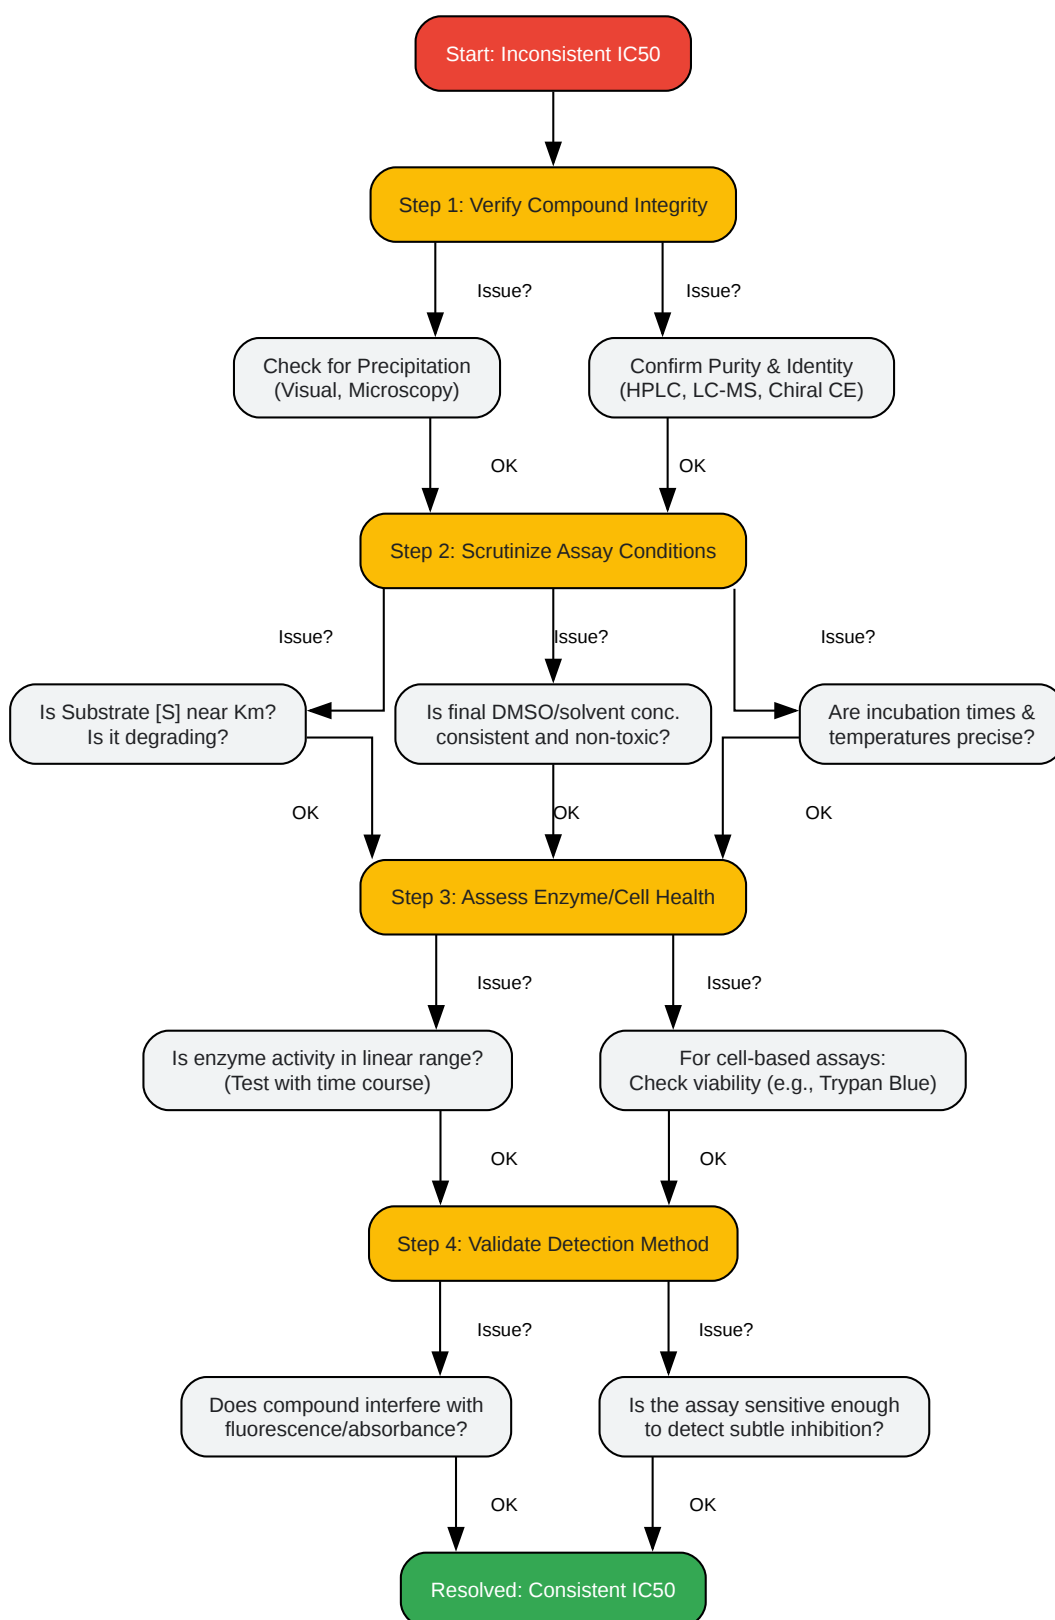 Start: Inconsistent IC50
Step 1: Verify Compound Integrity
Issue?
Issue?
Check for Precipitation
(Visual, Microscopy)
Confirm Purity & Identity
(HPLC, LC-MS, Chiral CE)
OK
OK
Step 2: Scrutinize Assay Conditions
Issue?
Issue?
Issue?
Is Substrate [S] near Km?
Is it degrading?
Is final DMSO/solvent conc.
consistent and non-toxic?
Are incubation times &
temperatures precise?
OK
OK
OK
Step 3: Assess Enzyme/Cell Health
Issue?
Issue?
Is enzyme activity in linear range?
(Test with time course)
For cell-based assays:
Check viability (e.g., Trypan Blue)
OK
OK
Step 4: Validate Detection Method
Issue?
Issue?
Does compound interfere with
fluorescence/absorbance?
Is the assay sensitive enough
to detect subtle inhibition?
OK
OK
Resolved: Consistent IC50